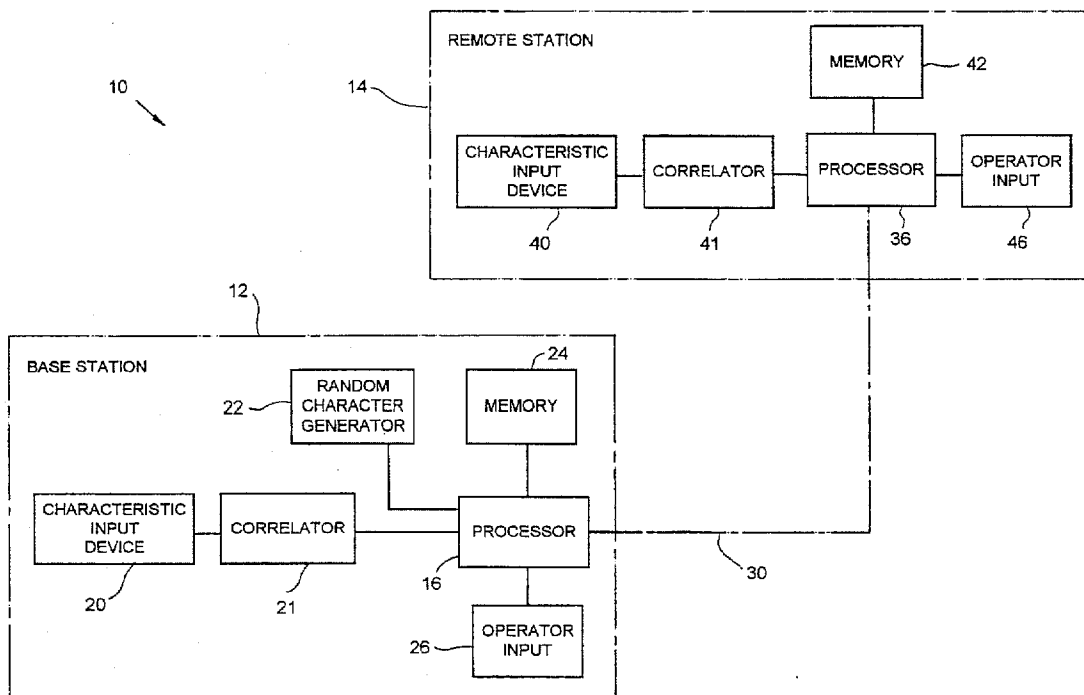 REMOTE STATION
MEMORY
42
10
14
CHARACTERISTIC
INPUT
DEVICE
CORRELATOR
PROCESSOR
OPERATOR
INPUT
40
41
36
46
12
BASE STATION
24
22
RANDOM
CHARACTER
GENERATOR
MEMORY
CHARACTERISTIC
INPUT
DEVICE
CORRELATOR
PROCESSOR
20
21
16
30
26
OPERATOR
INPUT